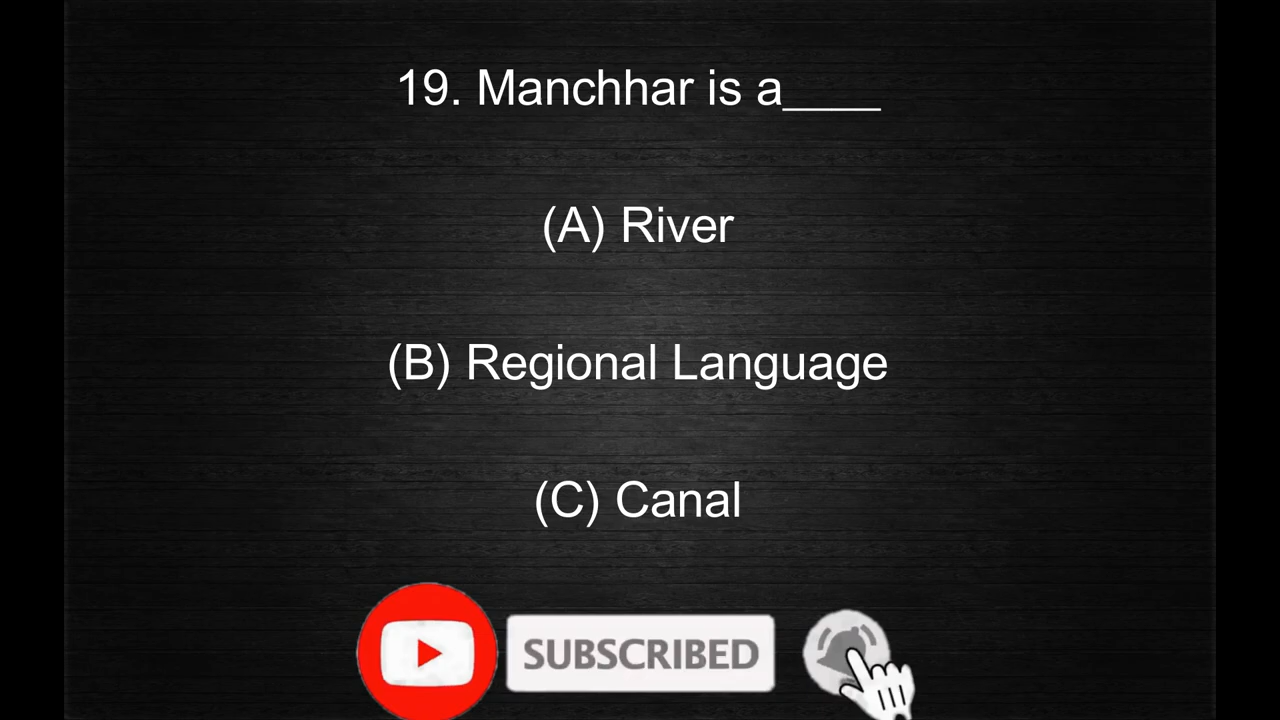 19. Manchhar is a____
(A) River
(B) Regional Language
(C) Canal
SUBSCRIBED